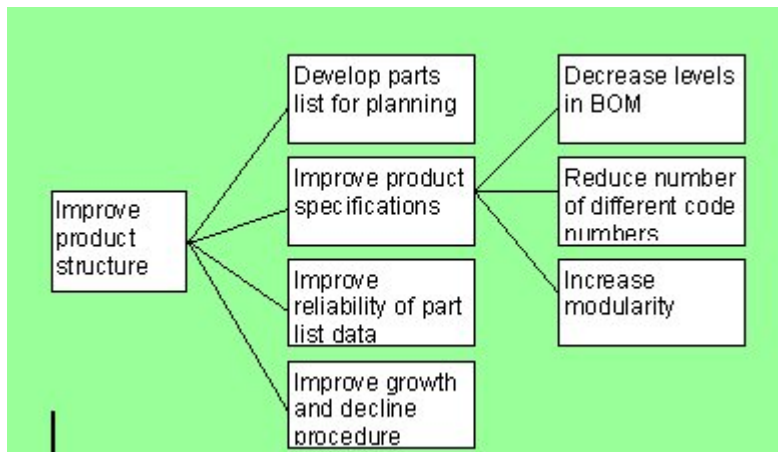 Develop parts
list for planning
Decrease levels
in BOM
Improve product
specifications
Reduce number
of different code
numbers
Improve
product
structure
Improve
reliability of part
list data
Increase
modularity
Improve growth
and decline
procedure